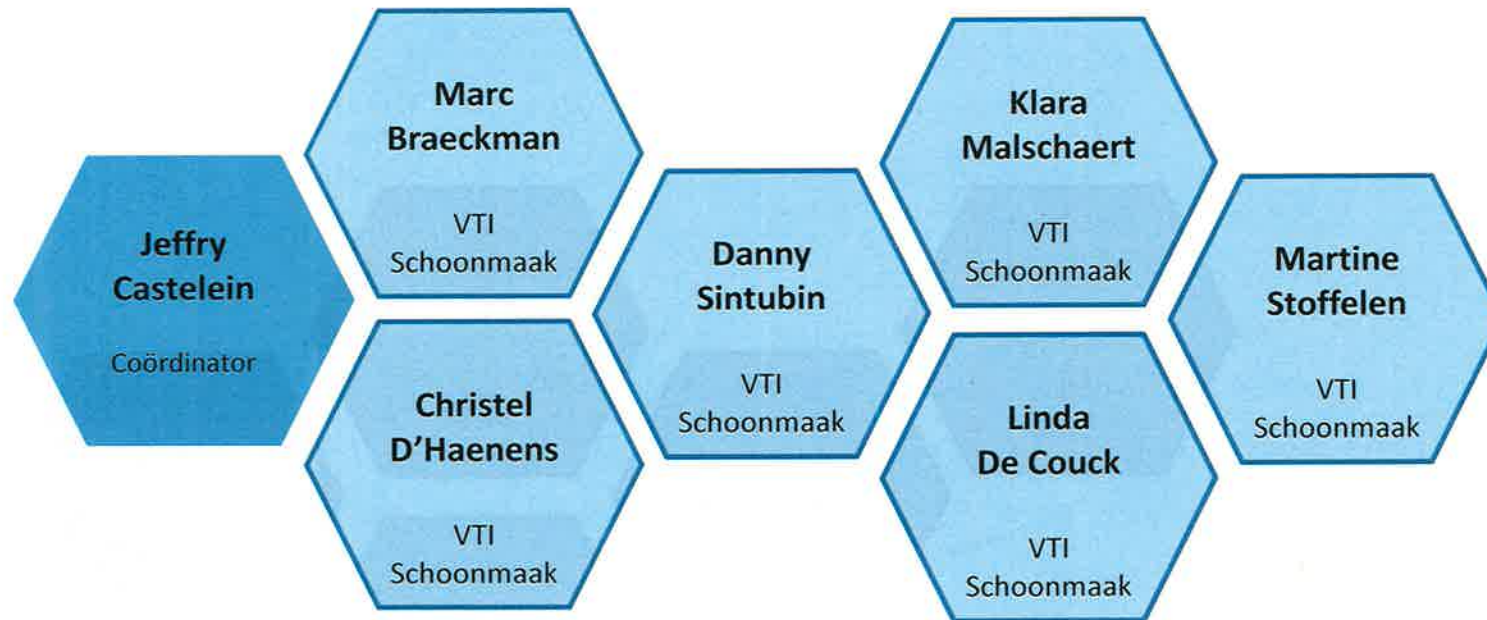 Jeffry
Castelein
Coördinator
Marc
Braeckman
VTI
Schoonmaak
Christel
D’Haenens
VTI
Schoonmaak
Danny
Sintubin
VTI
Schoonmaak
Klara
Malschaert
VTI
Schoonmaak
Linda
De Couck
VTI
Schoonmaak
Martine
Stoffelen
VTI
Schoonmaak